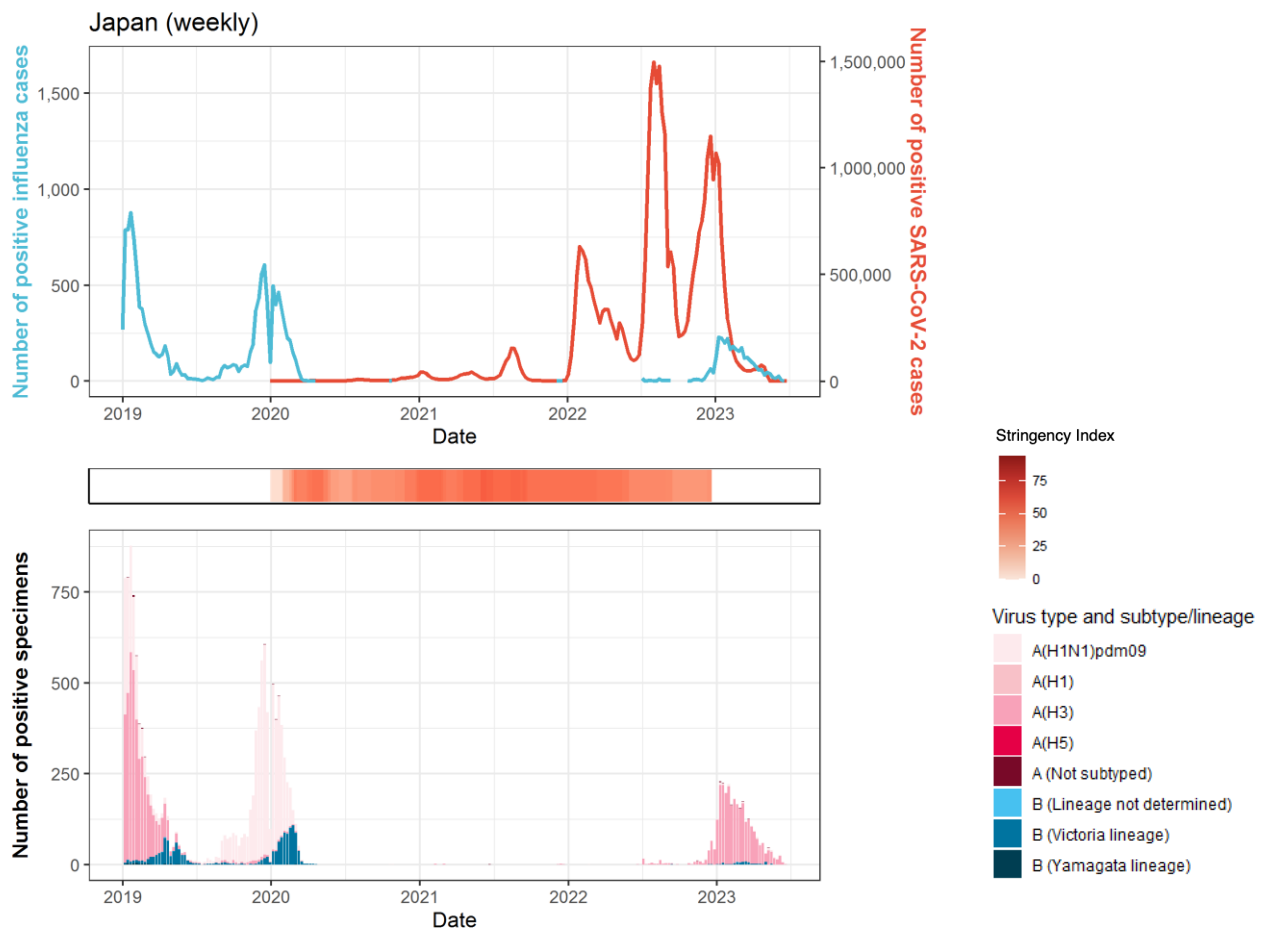 Japan (weekly)
Number of positive influenza cases
1,500
1,000
500
0
1,500,000
1,000,000
500,000
0
Number of positive SARS-CoV-2 cases
2019 2020 2021 2022 2023
Date
Stringency Index
75
50
25
0
Number of positive specimens
750
500
250
0
2019 2020 2021 2022 2023
Date
Virus type and subtype/lineage
A(H1N1)pdm09
A(H1)
A(H3)
A(H5)
A (Not subtyped)
B (Lineage not determined)
B (Victoria lineage)
B (Yamagata lineage)